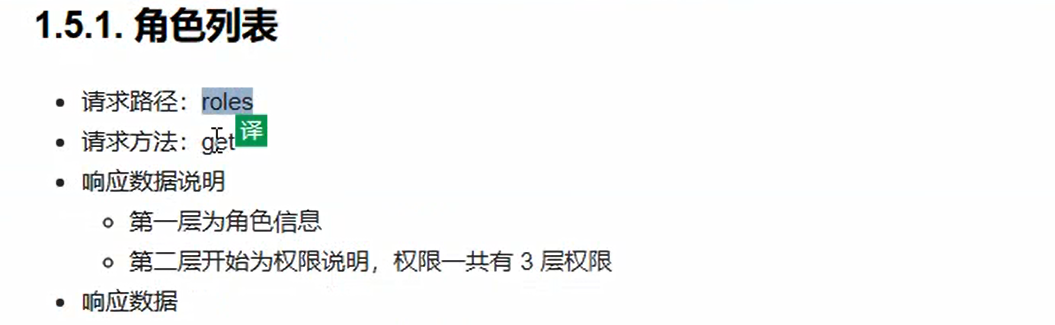 1.5.1. 角色列表
请求路径：roles
请求方法：get
译
响应数据说明
第一层为角色信息
第二层开始为权限说明，权限一共有 3 层权限
响应数据